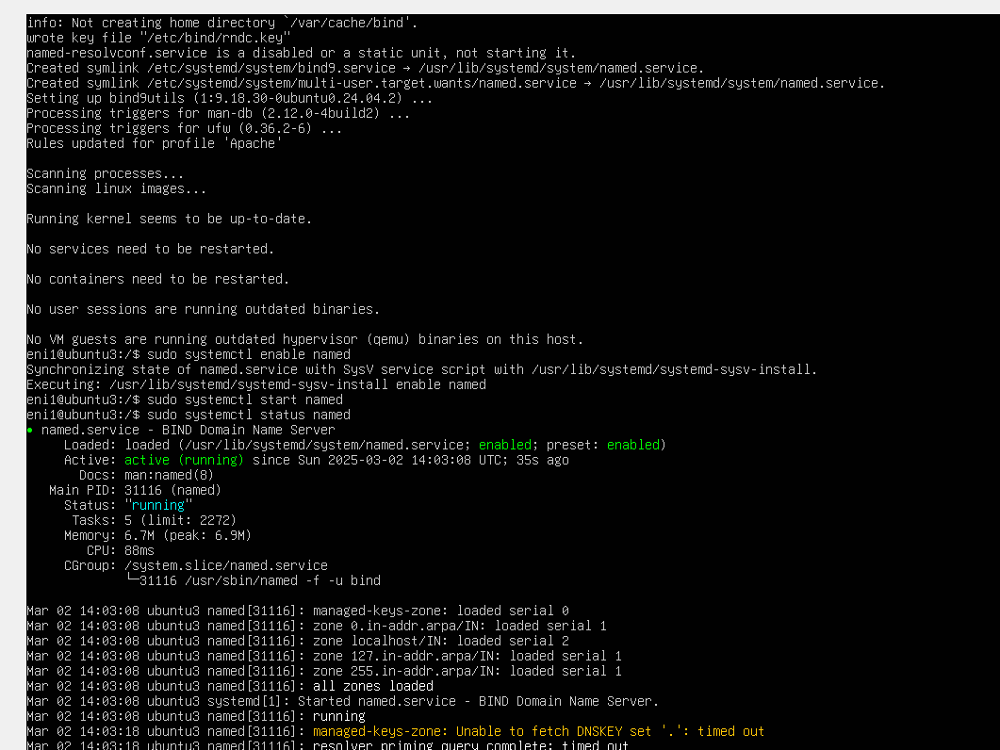 info: Not creating home directory `/var/cache/bind'.
wrote key file "/etc/bind/rndc.key"
named-resolvconf.service is a disabled or a static unit, not starting it.
Created symlink /etc/systemd/system/bind9.service → /usr/lib/systemd/system/named.service.
Created symlink /etc/systemd/system/multi-user.target.wants/named.service → /usr/lib/systemd/system/named.service.
Setting up bind9utils (1:9.18.30-0ubuntu0.24.04.2) ...
Processing triggers for man-db (2.12.0-4build2) ...
Processing triggers for ufw (0.36.2-6) ...
Rules updated for profile 'Apache'
Scanning processes...
Scanning linux images...
Running kernel seems to be up-to-date.
No services need to be restarted.
No containers need to be restarted.
No user sessions are running outdated binaries.
No VM guests are running outdated hypervisor (qemu) binaries on this host.
eni1@ubuntu3:/$ sudo systemctl enable named
Synchronizing state of named.service with SysV service script with /usr/lib/systemd/systemd-sysv-install.
Executing: /usr/lib/systemd/systemd-sysv-install enable named
eni1@ubuntu3:/$ sudo systemctl start named
eni1@ubuntu3:/$ sudo systemctl status named
● named.service - BIND Domain Name Server
Loaded: loaded (/usr/lib/systemd/system/named.service; enabled; preset: enabled)
Active: active (running) since Sun 2025-03-02 14:03:08 UTC; 35s ago
Docs: man:named(8)
Main PID: 31116 (named)
Status: "running"
Tasks: 5 (limit: 2272)
Memory: 6.7M (peak: 6.9M)
CPU: 88ms
CGroup: /system.slice/named.service
└─31116 /usr/sbin/named -f -u bind
Mar 02 14:03:08 ubuntu3 named[31116]: managed-keys-zone: loaded serial 0
Mar 02 14:03:08 ubuntu3 named[31116]: zone 0.in-addr.arpa/IN: loaded serial 1
Mar 02 14:03:08 ubuntu3 named[31116]: zone localhost/IN: loaded serial 2
Mar 02 14:03:08 ubuntu3 named[31116]: zone 127.in-addr.arpa/IN: loaded serial 1
Mar 02 14:03:08 ubuntu3 named[31116]: zone 255.in-addr.arpa/IN: loaded serial 1
Mar 02 14:03:08 ubuntu3 named[31116]: all zones loaded
Mar 02 14:03:08 ubuntu3 systemd[1]: Started named.service - BIND Domain Name Server.
Mar 02 14:03:08 ubuntu3 named[31116]: running
Mar 02 14:03:18 ubuntu3 named[31116]: managed-keys-zone: Unable to fetch DNSKEY set '.': timed out
Mar 02 14:03:18 ubuntu3 named[31116]: resolver priming query complete: timed out